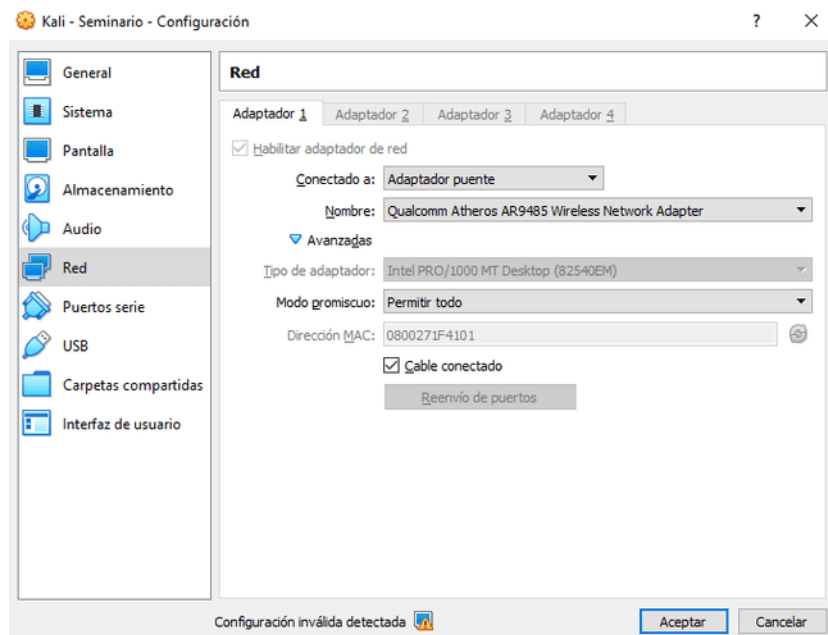 Kali - Seminario - Configuración ?
General
Sistema
Pantalla
Almacenamiento
Audio
Red
Puertos serie
USB
Carpetas compartidas
Interfaz de usuario
Red
Adaptador 1 Adaptador 2 Adaptador 3 Adaptador 4
Habilitar adaptador de red
Conectado a: Adaptador puente
Nombre: Qualcomm Atheros AR9485 Wireless Network Adapter
Avanzadas
Tipo de adaptador: Intel PRO/1000 MT Desktop (82540EM)
Modo promiscuo: Permitir todo
Dirección MAC: 0800271F4101
Cable conectado
Reenvío de puertos
Configuración inválida detectada
Aceptar Cancelar